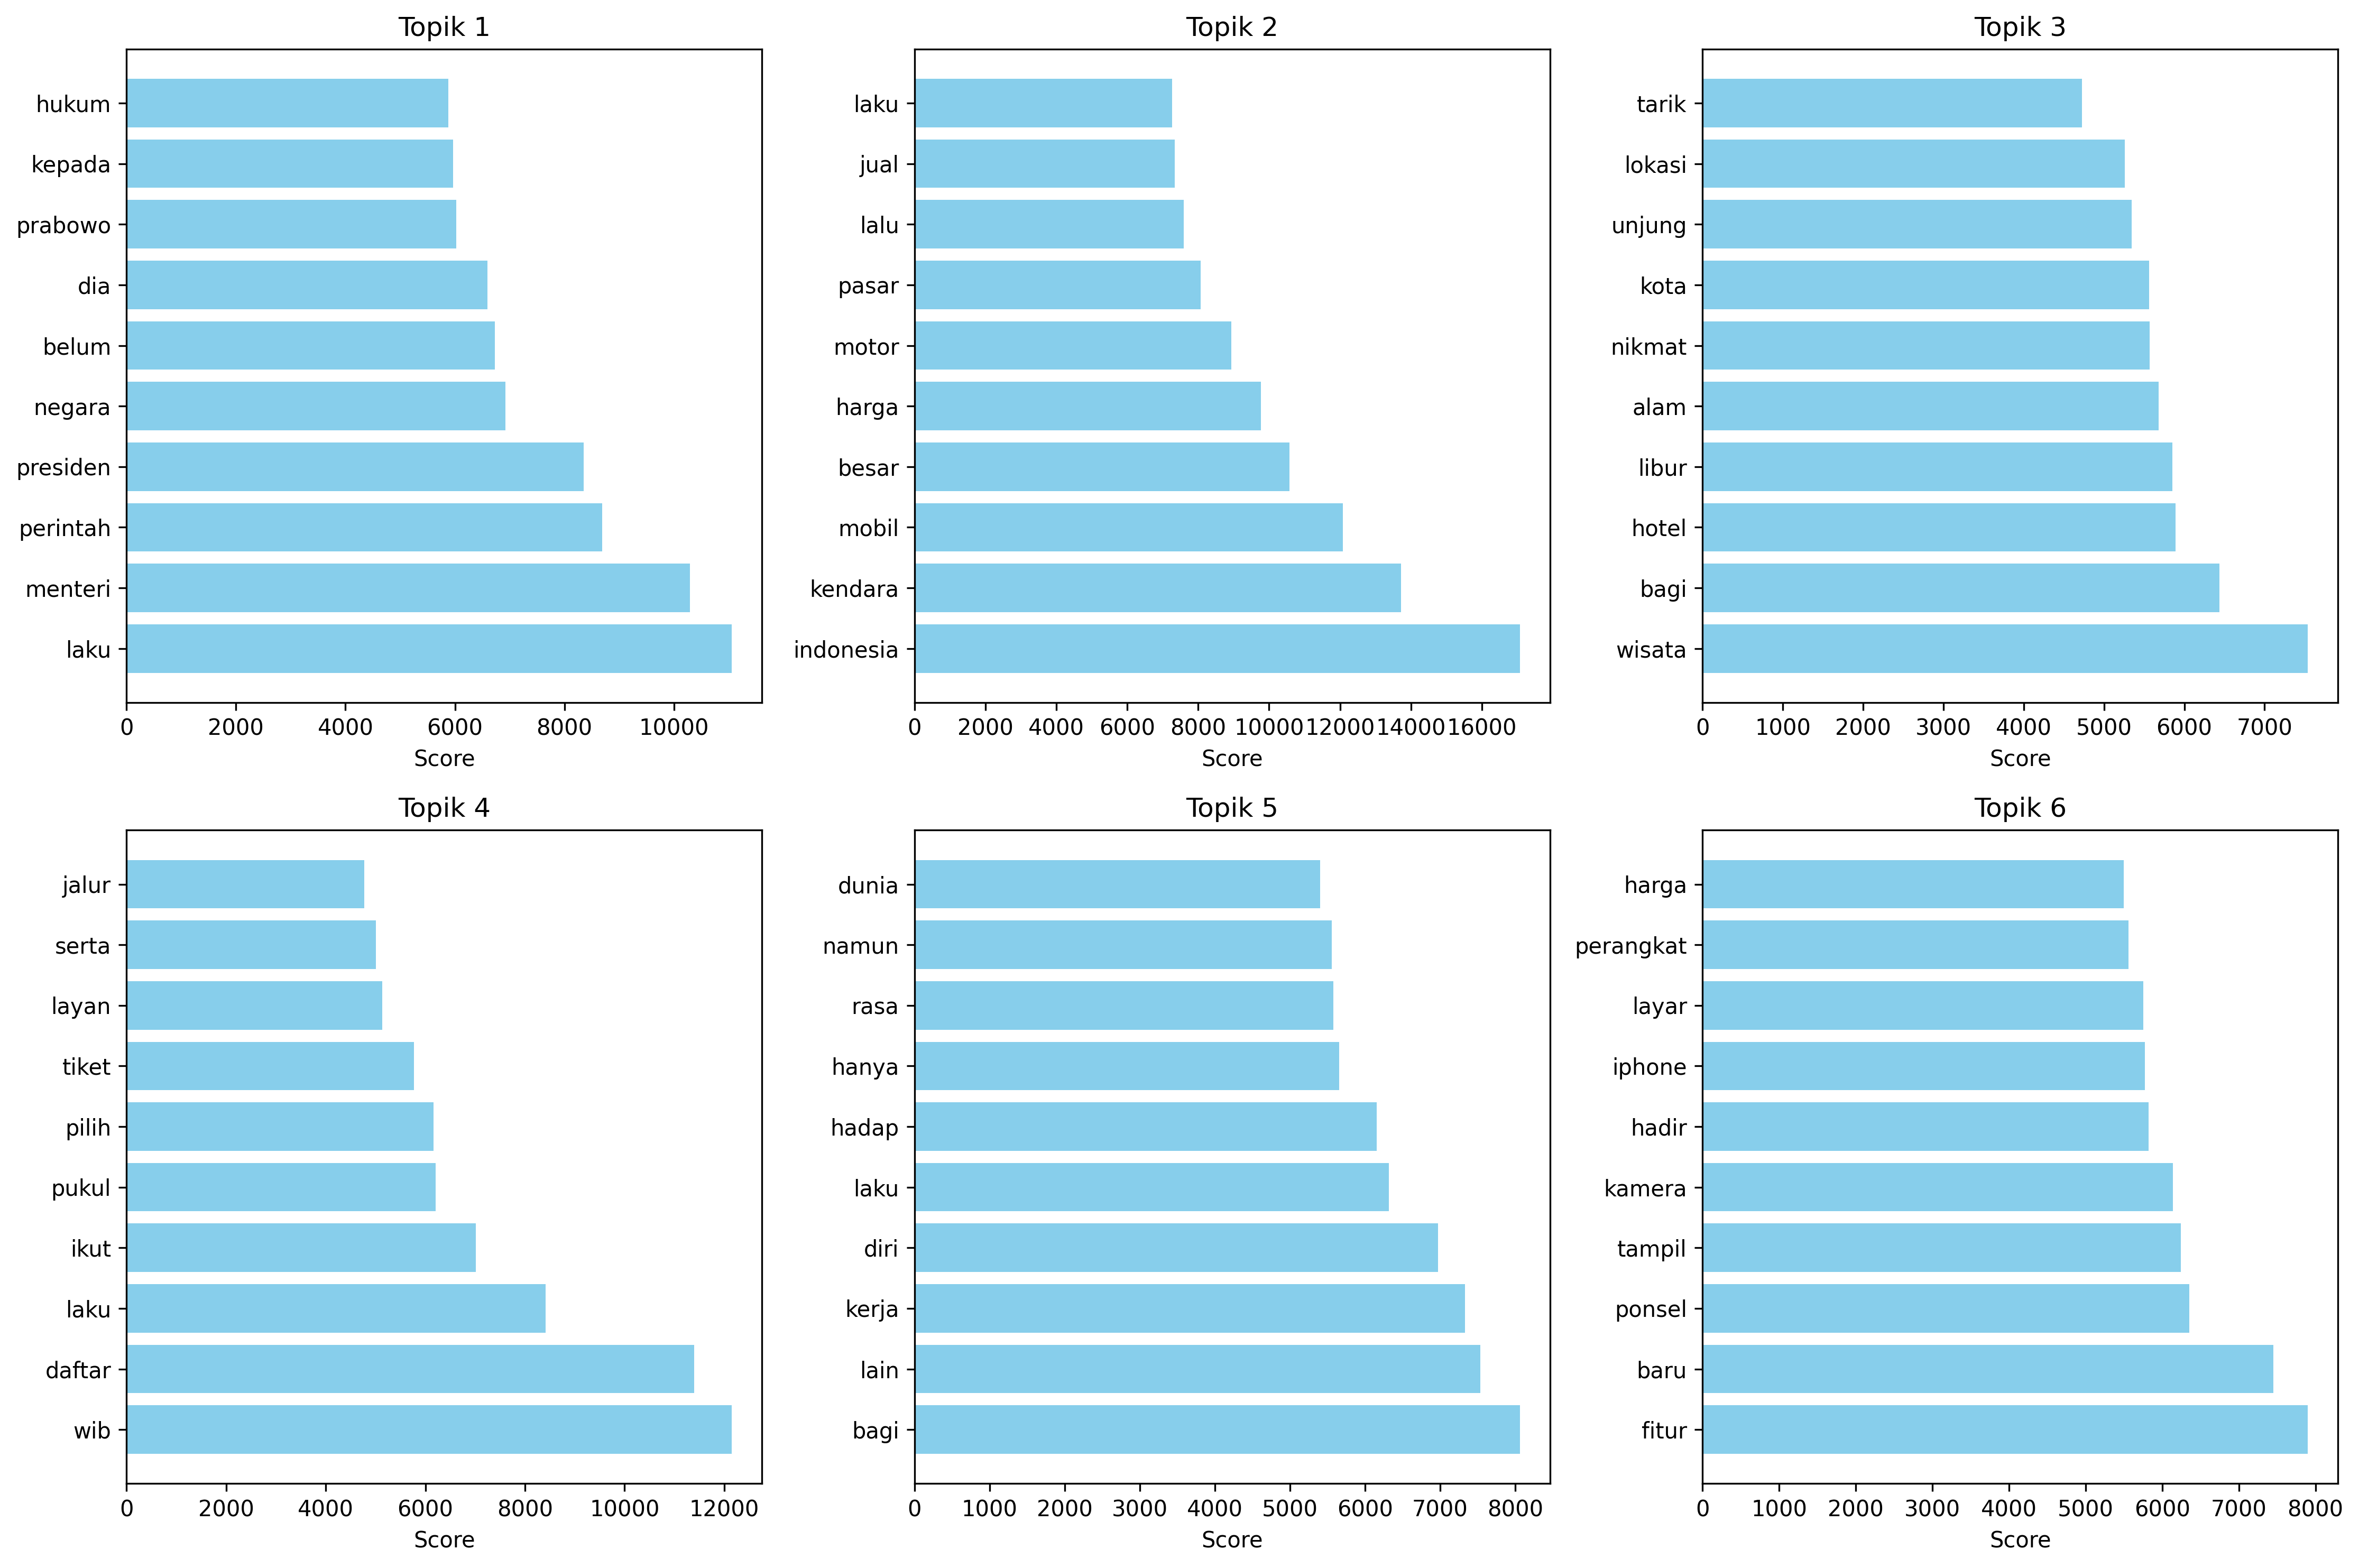 Topik 1
hukum
kepada
prabowo
dia
belum
negara
presiden
perintah
menteri
laku
0 2000 4000 6000 8000 10000
Score
Topik 2
laku
jual
lalu
pasar
motor
harga
besar
mobil
kendara
indonesia
0 2000 4000 6000 8000 10000 12000 14000 16000
Score
Topik 3
tarik
lokasi
unjung
kota
nikmat
alam
libur
hotel
bagi
wisata
0 1000 2000 3000 4000 5000 6000 7000
Score
Topik 4
jalur
serta
layan
tiket
pilih
pukul
ikut
laku
daftar
wib
0 2000 4000 6000 8000 10000 12000
Score
Topik 5
dunia
namun
rasa
hanya
hadap
laku
diri
kerja
lain
bagi
0 1000 2000 3000 4000 5000 6000 7000 8000
Score
Topik 6
harga
perangkat
layar
iphone
hadir
kamera
tampil
ponsel
baru
fitur
0 1000 2000 3000 4000 5000 6000 7000 8000
Score